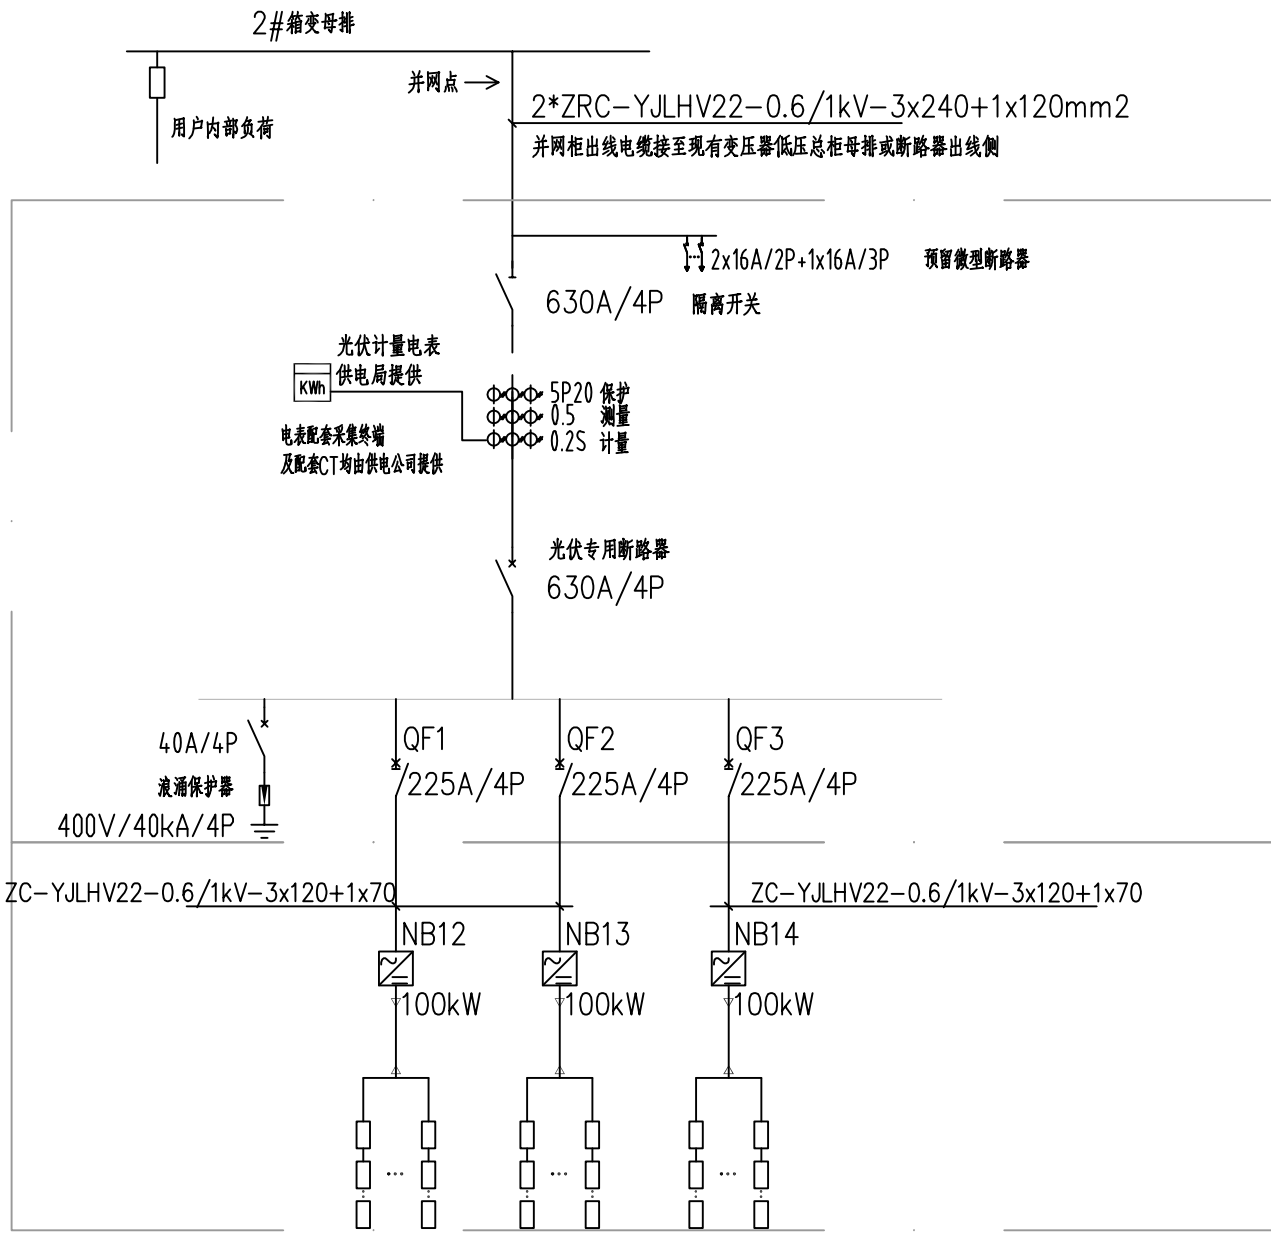 2#箱变母排
并网点
2*ZRC-YJLHV22-0.6/1kV-3x240+1x120mm2
用户内部负荷
并网柜出线电缆接至现有变压器低压总柜母排或断路器出线侧
2x16A/2P+1x16A/3P 预留微型断路器
630A/4P 隔离开关
光伏计量电表
供电局提供
KWh
5P20 保护
0.5 测量
0.2S 计量
电表配套采集终端
及配套CT均由供电公司提供
光伏专用断路器
630A/4P
QF1
QF2
QF3
40A/4P
225A/4P
225A/4P
225A/4P
浪涌保护器
400V/40kA/4P
ZC-YJLHV22-0.6/1kV-3x120+1x70
ZC-YJLHV22-0.6/1kV-3x120+1x70
NB12
NB13
NB14
100kW
100kW
100kW